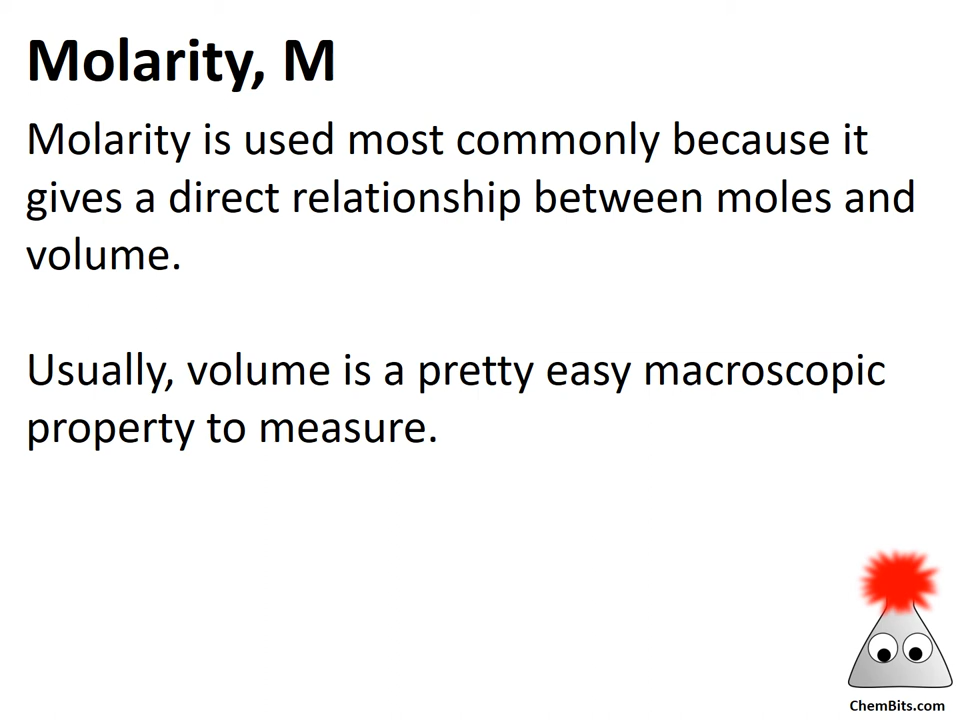 Molarity, M
Molarity is used most commonly because it
gives a direct relationship between moles and
volume.
Usually, volume is a pretty easy macroscopic
property to measure.
ChemBits.com